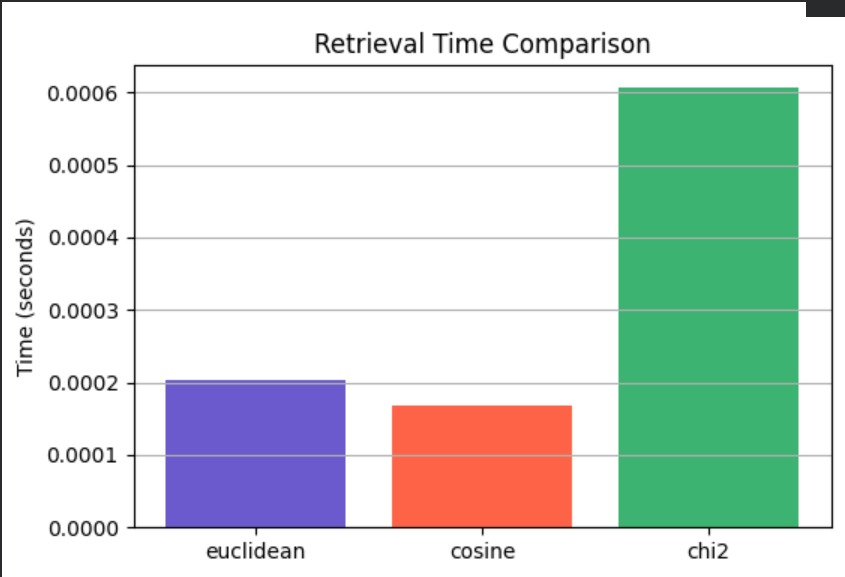 Retrieval Time Comparison
Time (seconds)
0.0006
0.0005
0.0004
0.0003
0.0002
0.0001
0.0000
euclidean cosine chi2